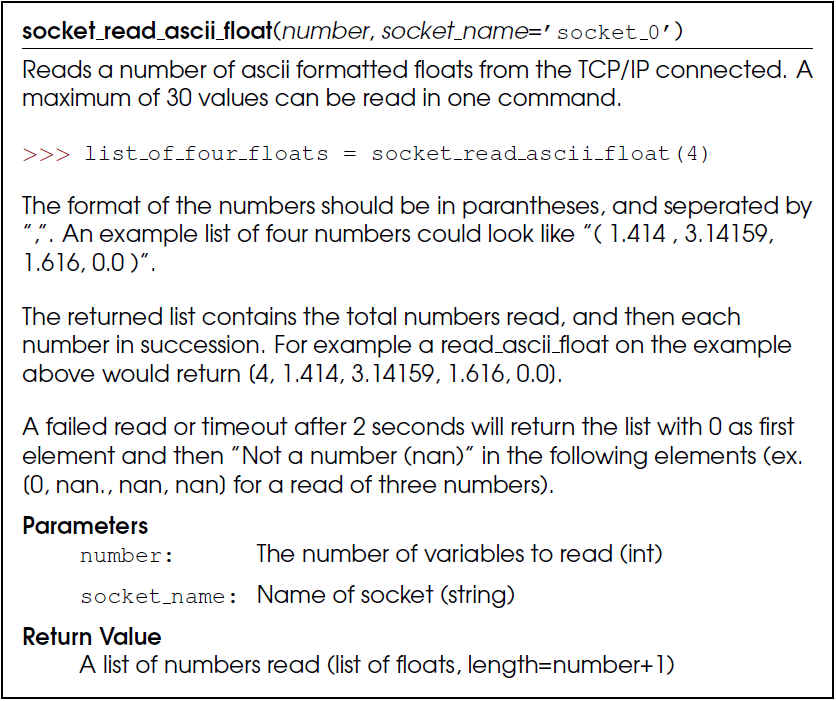 socket_read_ascii_float(number, socket_name='socket_0')
Reads a number of ascii formatted floats from the TCP/IP connected. A
maximum of 30 values can be read in one command.
>>> list_of_four_floats = socket_read_ascii_float(4)
The format of the numbers should be in parantheses, and seperated by
”,”. An example list of four numbers could look like ”( 1.414 , 3.14159,
1.616, 0.0 )”.
The returned list contains the total numbers read, and then each
number in succession. For example a read_ascii_float on the example
above would return [4, 1.414, 3.14159, 1.616, 0.0].
A failed read or timeout after 2 seconds will return the list with 0 as first
element and then ”Not a number (nan)” in the following elements (ex.
[0, nan., nan, nan] for a read of three numbers).
Parameters
number: The number of variables to read (int)
socket_name: Name of socket (string)
Return Value
A list of numbers read (list of floats, length=number+1)